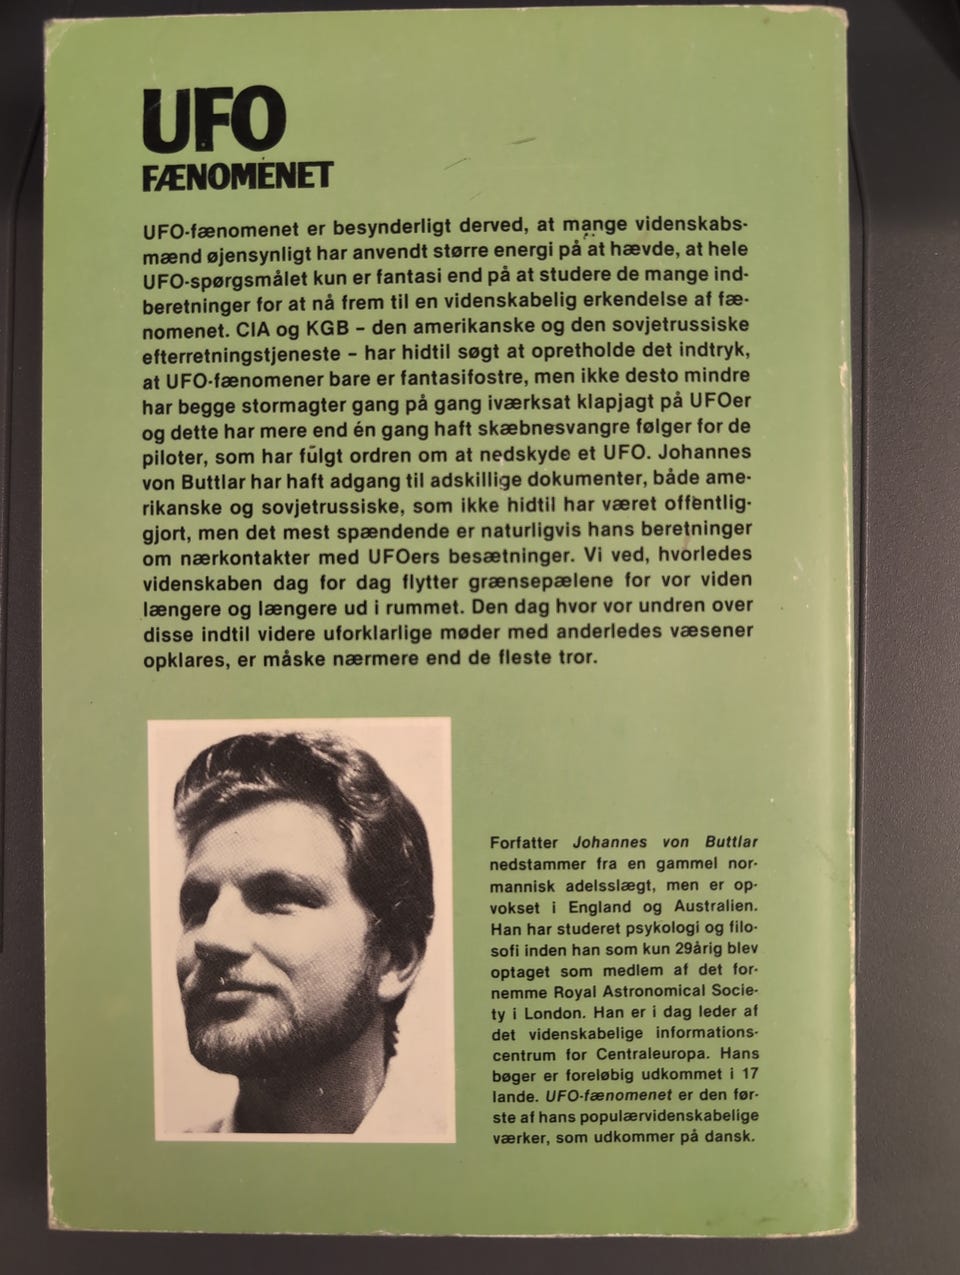 UFO
FÆNOMENET
UFO-fænomenet er besynderligt derved, at mange videnskabs-
mænd øjensynligt har anvendt større energi på at hævde, at hele
UFO-spørgsmålet kun er fantasi end på at studere de mange ind-
beretninger for at nå frem til en videnskabelig erkendelse af fæ-
nomenet. CIA og KGB – den amerikanske og den sovjetrussiske
efterretningstjeneste – har hidtil søgt at opretholde det indtryk,
at UFO-fænomener bare er fantasifostre, men ikke desto mindre
har begge stormagter gang på gang iværksat klapjagt på UFOer
og dette har mere end én gang haft skæbnesvangre følger for de
piloter, som har fulgt ordren om at nedskyde et UFO. Johannes
von Buttlar har haft adgang til adskillige dokumenter, både ame-
rikanske og sovjetrussiske, som ikke hidtil har været offentlig-
gjort, men det mest spændende er naturligvis hans beretninger
om nærkontakter med UFOers besætninger. Vi ved, hvorledes
videnskaben dag for dag flytter grænsepælene for vor viden
længere og længere ud i rummet. Den dag hvor vor undren over
disse indtil videre uforklarlige møder med anderledes væsener
opklares, er måske nærmere end de fleste tror.
Forfatter Johannes von Buttlar
nedstammer fra en gammel nor-
mannisk adelsslægt, men er op-
vokset i England og Australien.
Han har studeret psykologi og filo-
sofi inden han som kun 29årig blev
optaget som medlem af det for-
nemme Royal Astronomical Socie-
ty i London. Han er i dag leder af
det videnskabelige informations-
centrum for Centraleuropa. Hans
bøger er foreløbig udkommet i 17
lande. UFO-fænomenet er den før-
ste af hans populærvidenskabelige
værker, som udkommer på dansk.